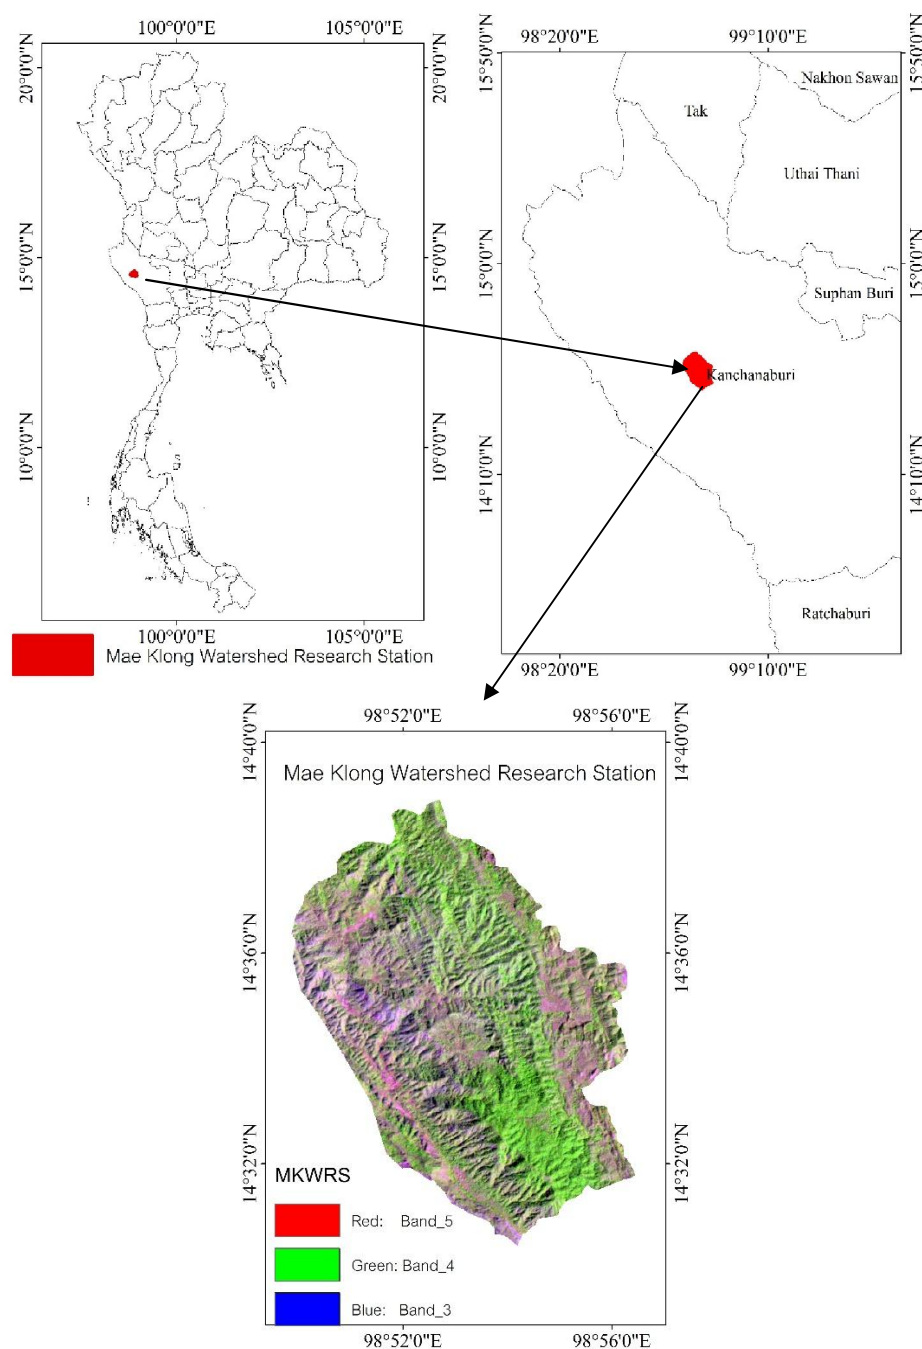 100°0'0"E 105°0'0"E
20°0'0"N 20°0'0"N
15°0'0"N 15°0'0"N
10°0'0"N 10°0'0"N
100°0'0"E 105°0'0"E
Mae Klong Watershed Research Station
98°20'0"E 99°10'0"E
15°50'0"N 15°50'0"N
Nakhon Sawan
Tak
Uthai Thani
15°0'0"N 15°0'0"N
Suphan Buri
Kanchanaburi
14°10'0"N 14°10'0"N
Ratchaburi
98°20'0"E 99°10'0"E
98°52'0"E 98°56'0"E
14°40'0"N 14°40'0"N
Mae Klong Watershed Research Station
14°36'0"N 14°36'0"N
14°32'0"N 14°32'0"N
MKWRS
Red: Band_5
Green: Band_4
Blue: Band_3
98°52'0"E 98°56'0"E